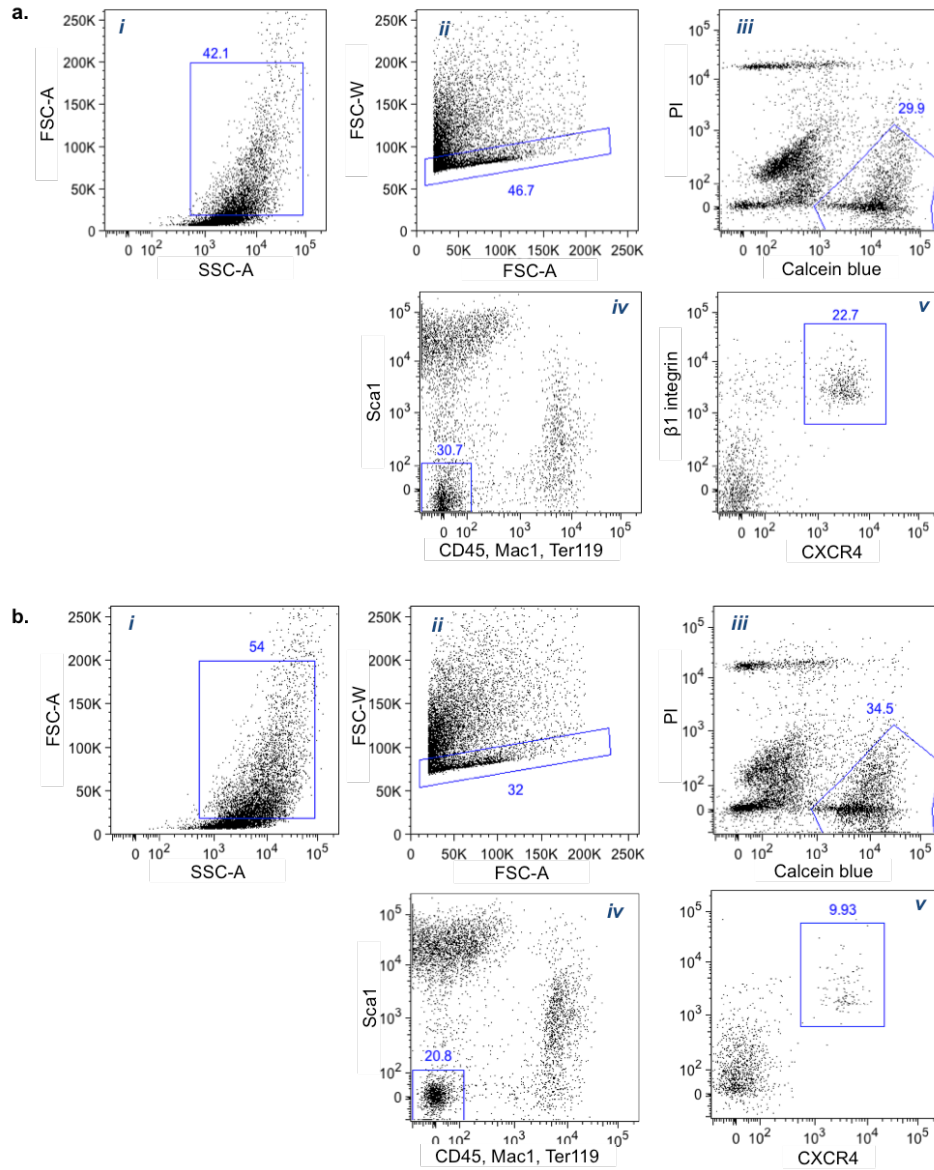 a.
i
42.1
FSC-A
250K
200K
150K
100K
50K
0
0 10² 10³ 10⁴ 10⁵
SSC-A
ii
FSC-W
250K
200K
150K
100K
50K
0
46.7
50K 100K 150K 200K 250K
FSC-A
iii
PI
10⁵
10⁴
10³
10²
0
29.9
0 10² 10³ 10⁴ 10⁵
Calcein blue
iv
Sca1
10⁵
10⁴
10³
10²
0
30.7
0 10² 10³ 10⁴ 10⁵
CD45, Mac1, Ter119
v
22.7
β1 integrin
10⁵
10⁴
10³
10²
0
0 10² 10³ 10⁴ 10⁵
CXCR4
b.
i
54
FSC-A
250K
200K
150K
100K
50K
0
0 10² 10³ 10⁴ 10⁵
SSC-A
ii
FSC-W
250K
200K
150K
100K
50K
0
32
0 50K 100K 150K 200K 250K
FSC-A
iii
PI
10⁵
10⁴
10³
10²
0
34.5
0 10² 10³ 10⁴ 10⁵
Calcein blue
iv
Sca1
10⁵
10⁴
10³
10²
0
20.8
0 10² 10³ 10⁴ 10⁵
CD45, Mac1, Ter119
v
9.93
10⁵
10⁴
10³
10²
0
0 10² 10³ 10⁴ 10⁵
CXCR4